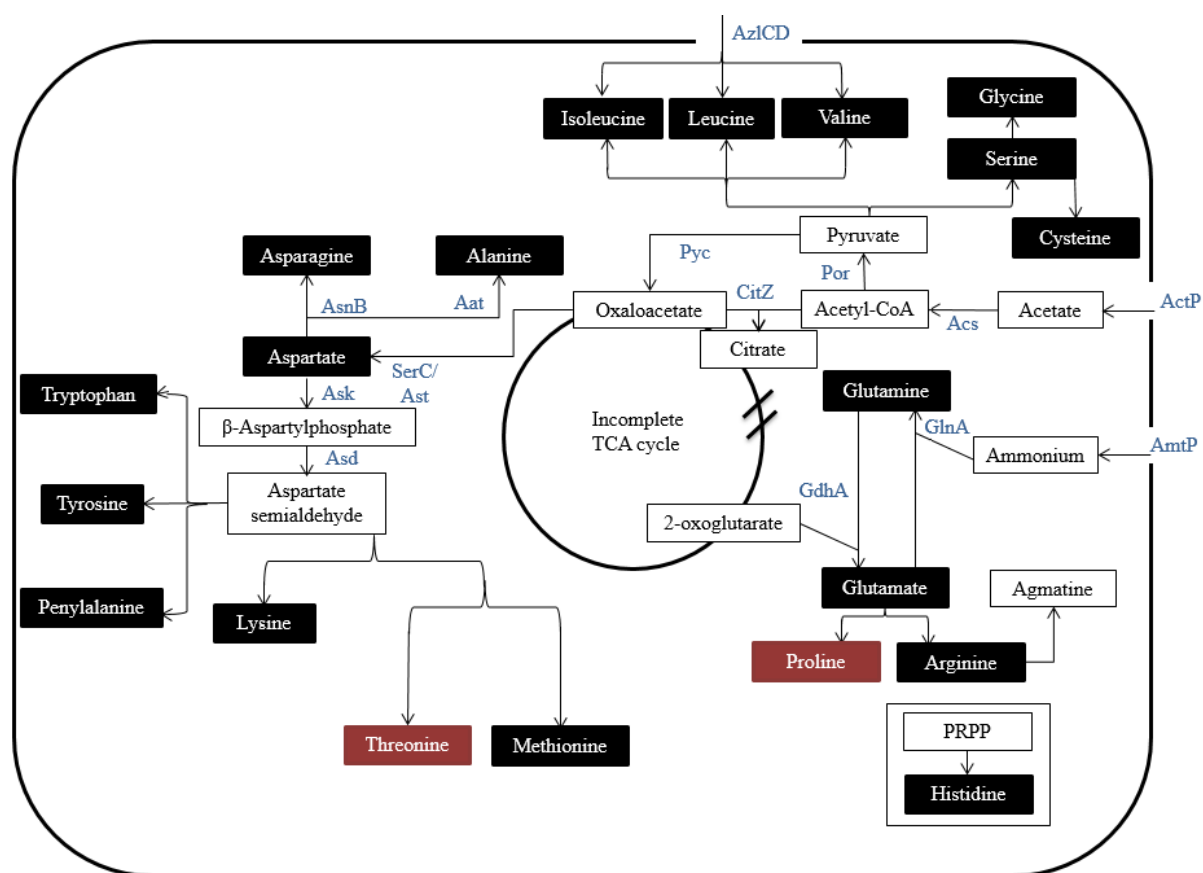 AzlCD
Isoleucine
Leucine
Valine
Glycine
Serine
Cysteine
Pyruvate
Asparagine
Alanine
Pyc
Por
AsnB
Aat
Oxaloacetate
CitZ
Acetyl-CoA
Acs
Acetate
ActP
Citrate
Aspartate
SerC/
Ast
Tryptophan
Ask
Glutamine
β-Aspartylphosphate
Incomplete
TCA cycle
GlnA
Ammonium
AmtP
Asd
Tyrosine
Aspartate
semialdehyde
GdhA
2-oxoglutarate
Penylalanine
Lysine
Glutamate
Agmatine
Proline
Arginine
Threonine
Methionine
PRPP
Histidine